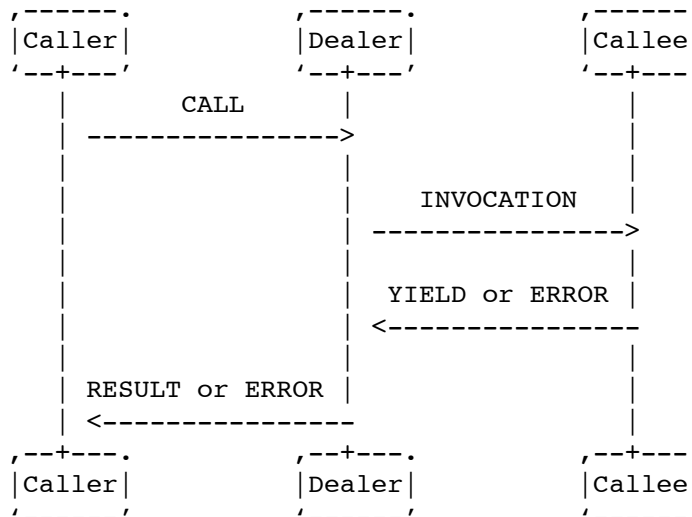 ,------.          ,------.          ,------
|Caller|          |Dealer|          |Callee
‘--+---’          ‘--+---’          ‘--+---
   |       CALL      |                 |
   | ---------------->                 |
   |                 |                 |
   |                 |    INVOCATION   |
   |                 | ---------------->
   |                 |                 |
   |                 |  YIELD or ERROR |
   |                 | <----------------
   |                 |                 |
   | RESULT or ERROR |                 |
   | <----------------                 |
,--+---.          ,--+---.          ,--+---
|Caller|          |Dealer|          |Callee
‘------’          ‘------’          ‘------